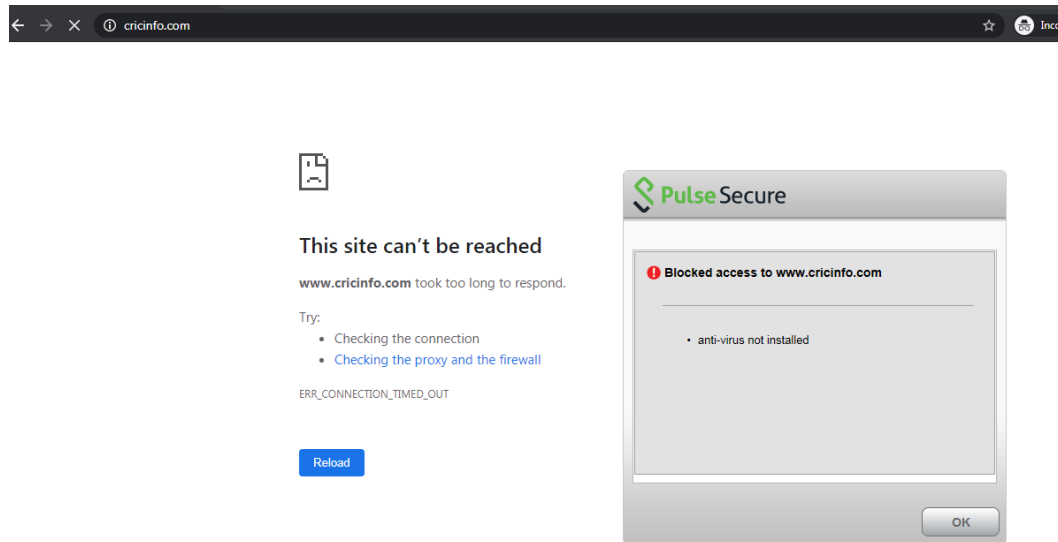 cricinfo.com
Inco
This site can't be reached
www.cricinfo.com took too long to respond.
Try:
• Checking the connection
• Checking the proxy and the firewall
ERR_CONNECTION_TIMED_OUT
Reload
Pulse Secure
Blocked access to www.cricinfo.com
• anti-virus not installed
OK